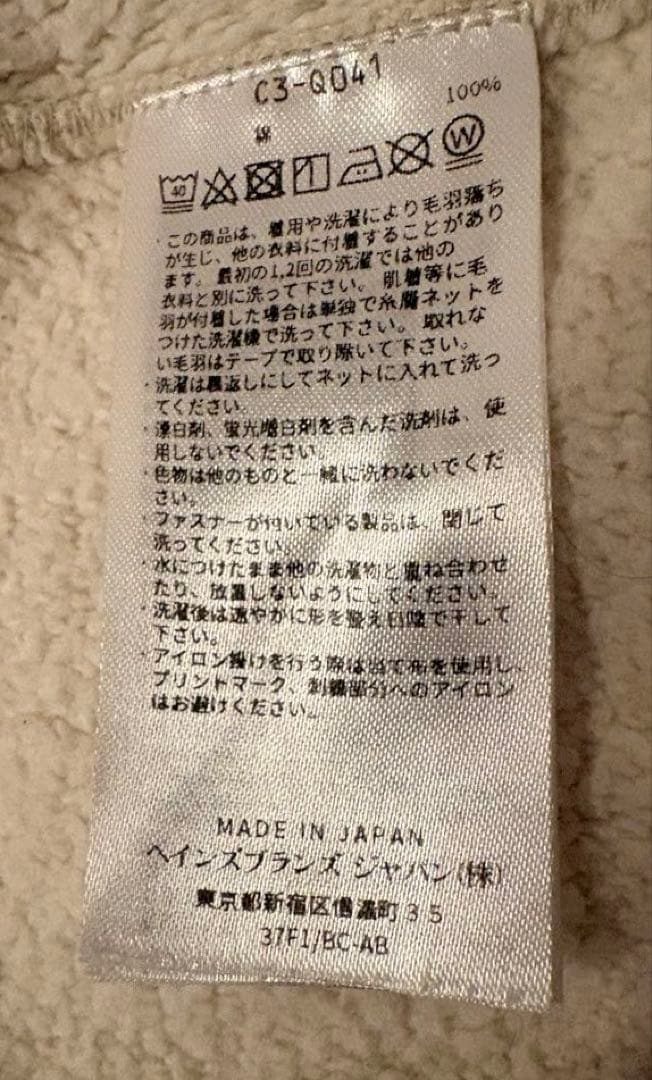 C3-Q041
綿 100%
40 W
・この商品は、着用や洗濯により毛羽落ち
が生じ、他の衣料に付着することがあり
ます。最初の1,2回の洗濯では他の
衣料と別に洗って下さい。肌着等に毛
羽が付着した場合は単独で糸屑ネットを
つけた洗濯機で洗って下さい。取れな
い毛羽はテープで取り除いて下さい。
・洗濯は裏返しにしてネットに入れて洗っ
てください。
・漂白剤、蛍光増白剤を含んだ洗剤は、使
用しないでください。
・色物は他のものと一緒に洗わないでくだ
さい。
・ファスナーが付いている製品は、閉じて
洗ってください。
・水につけたまま他の洗濯物と重ね合わせ
たり、放置しないようにしてください。
・洗濯後は速やかに形を整え日陰で干して
下さい。
・アイロン掛けを行う際は当て布を使用し、
プリントマーク、刺繍部分へのアイロン
はお避けください。
MADE IN JAPAN
ヘインズブランズ ジャパン(株)
東京都新宿区信濃町35
37F1/BC-AB